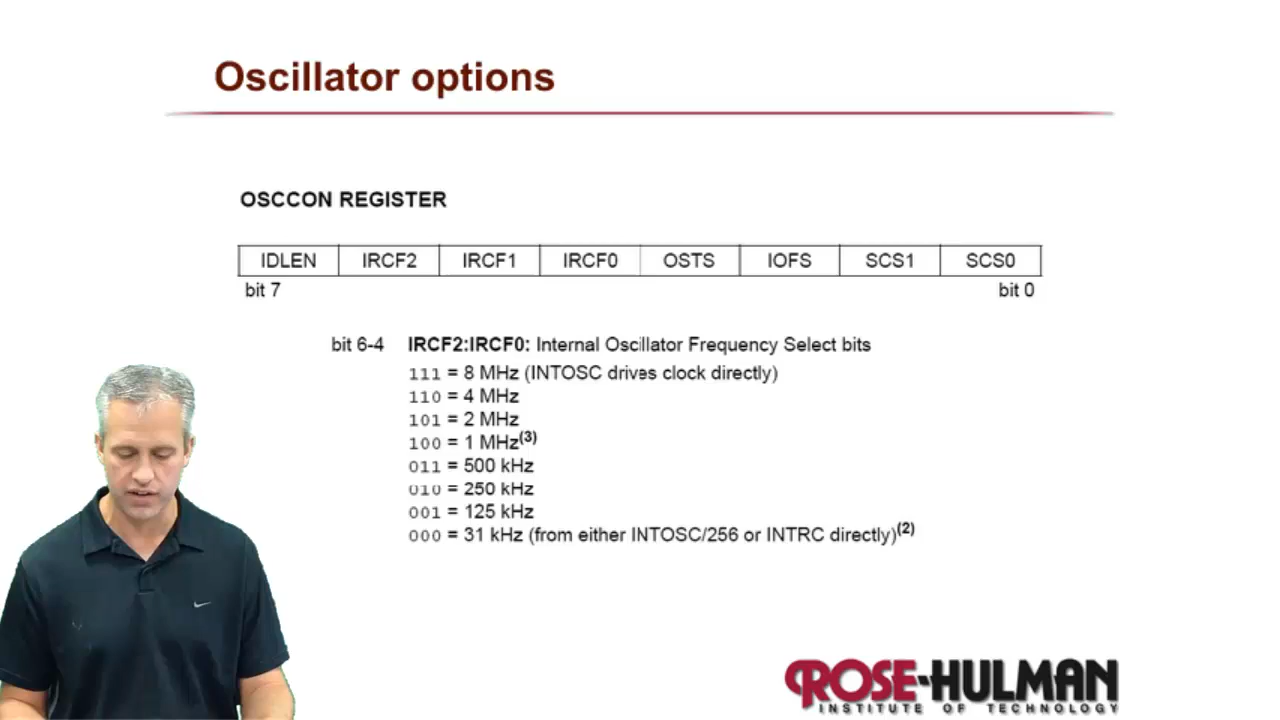 Oscillator options
OSCCON REGISTER
IDLEN IRCF2 IRCF1 IRCF0 OSTS IOFS SCS1 SCS0
bit 7 bit 0
bit 6-4 IRCF2:IRCF0: Internal Oscillator Frequency Select bits
111 = 8 MHz (INTOSC drives clock directly)
110 = 4 MHz
101 = 2 MHz
100 = 1 MHz(3)
011 = 500 kHz
010 = 250 kHz
001 = 125 kHz
000 = 31 kHz (from either INTOSC/256 or INTRC directly)(2)
ROSE-HULMAN
INSTITUTE OF TECHNOLOGY